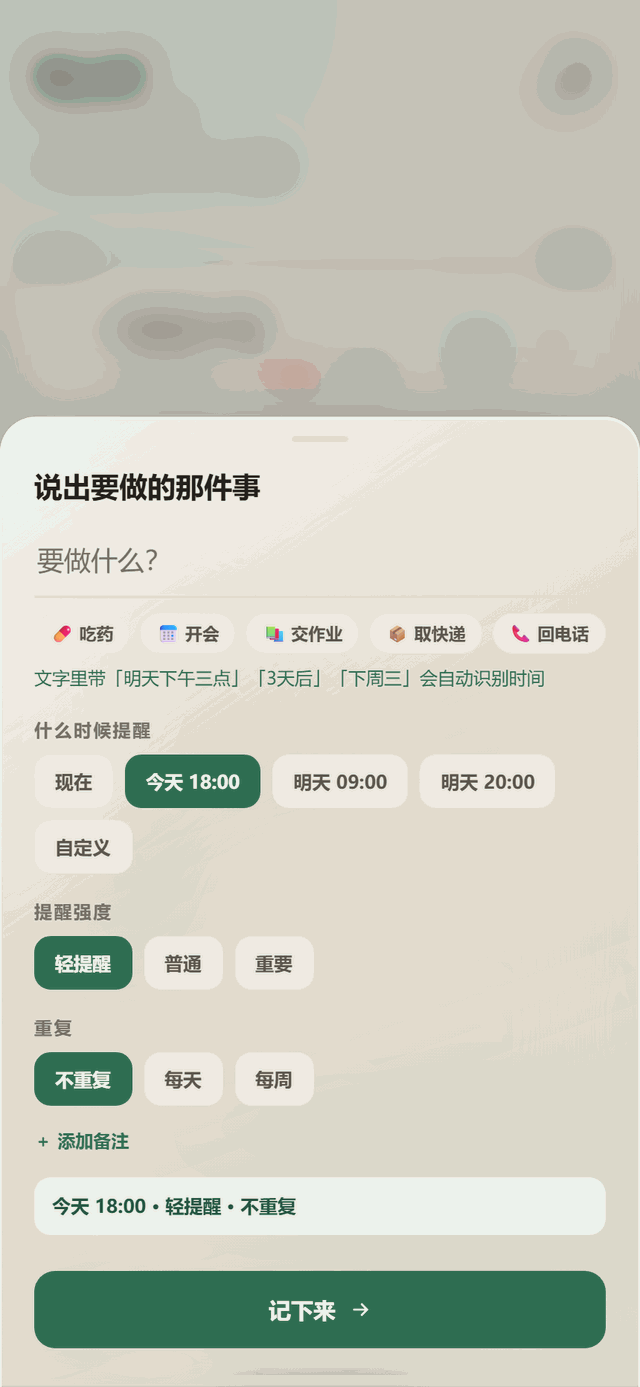 说出要做的那件事
要做什么?
吃药 开会 交作业 取快递 回电话
文字里带「明天下午三点」「3天后」「下周三」会自动识别时间
什么时候提醒
现在 今天 18:00 明天 09:00 明天 20:00
自定义
提醒强度
轻提醒 普通 重要
重复
不重复 每天 每周
+ 添加备注
今天 18:00 • 轻提醒 • 不重复
记下来 →